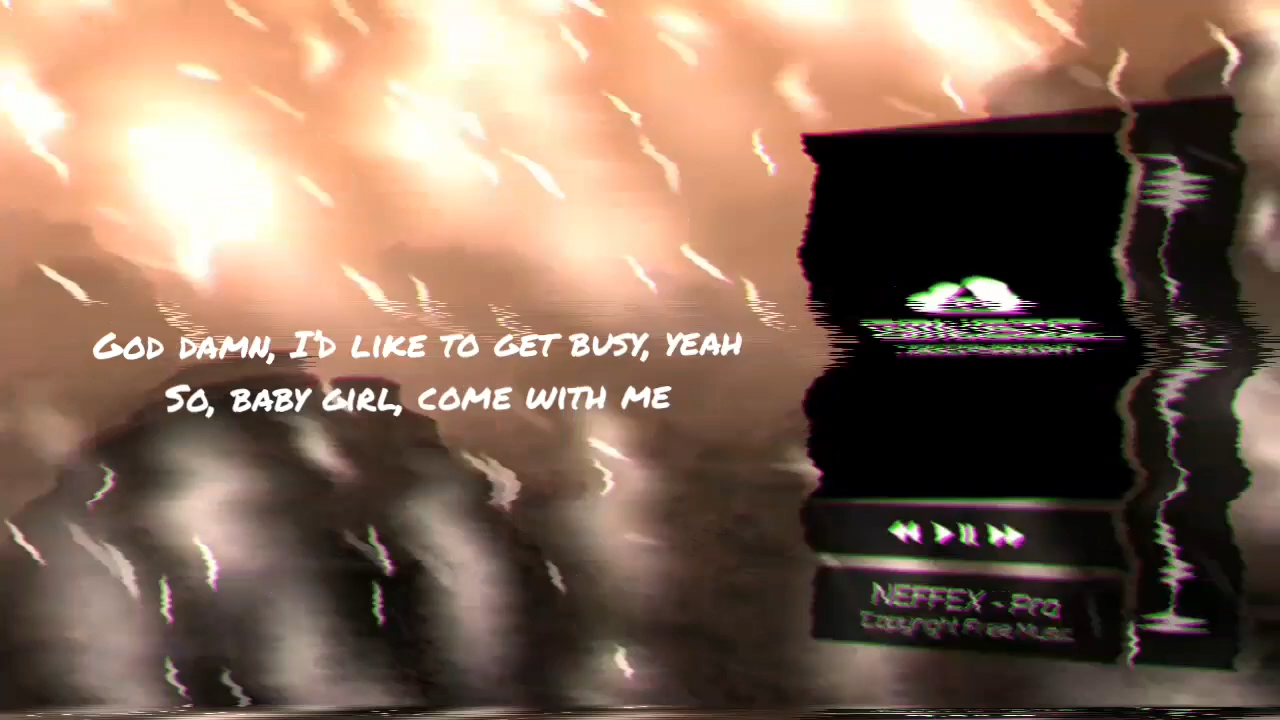 God damn, I'd like to get busy, yeah
So, baby girl, come with me
NEFFEX - Pro
Copyright Free Music